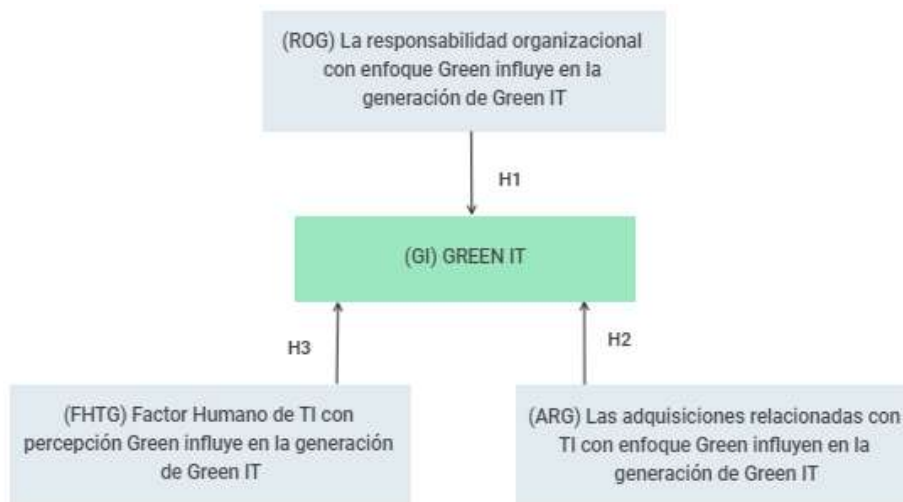 (ROG) La responsabilidad organizacional
con enfoque Green influye en la
generación de Green IT
H1
(GI) GREEN IT
H3
H2
(FHTG) Factor Humano de TI con
percepción Green influye en la generación
de Green IT
(ARG) Las adquisiciones relacionadas con
TI con enfoque Green influyen en la
generación de Green IT